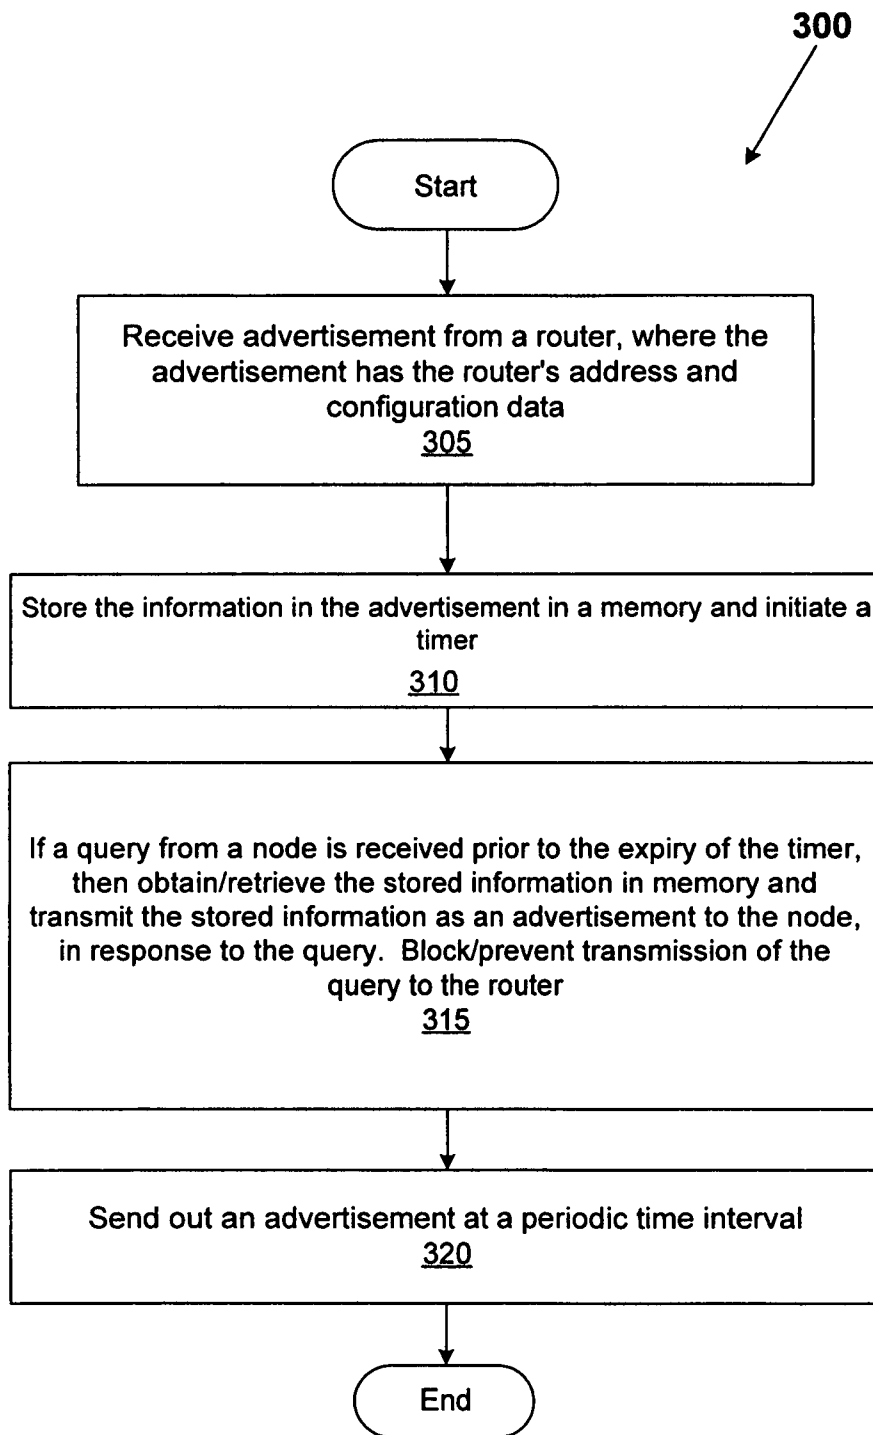 300
Start
Receive advertisement from a router, where the
advertisement has the router's address and
configuration data
305
Store the information in the advertisement in a memory and initiate a
timer
310
If a query from a node is received prior to the expiry of the timer,
then obtain/retrieve the stored information in memory and
transmit the stored information as an advertisement to the node,
in response to the query. Block/prevent transmission of the
query to the router
315
Send out an advertisement at a periodic time interval
320
End